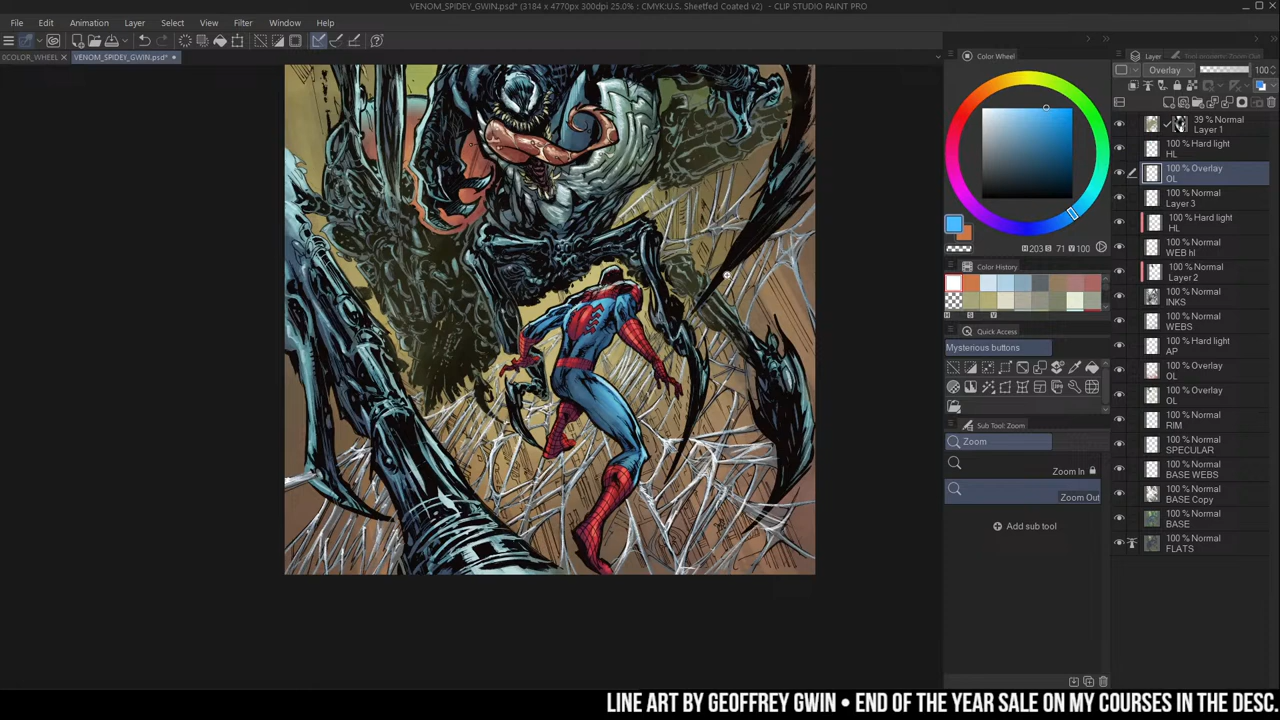 VENOM_SPIDEY_GWIN.psd* (3184 x 4770px 300dpi 25.0% : CMYK:U.S. Sheetfed Coated v2) - CLIP STUDIO PAINT PRO
File Edit Animation Layer Select View Filter Window Help
0COLOR_WHEEL VENOM_SPIDEY_GWIN.psd*
Color Wheel
H 203 S 71 V 100
Color History
H S V
Quick Access
Mysterious buttons
Sub Tool: Zoom
Zoom
Zoom In
Zoom Out
Add sub tool
Layer
Overlay 100
39 % Normal
Layer 1
100 % Hard light
HL
100 % Overlay
OL
100 % Normal
Layer 3
100 % Hard light
HL
100 % Normal
WEB hl
100 % Normal
Layer 2
100 % Normal
INKS
100 % Normal
WEBS
100 % Hard light
AP
100 % Overlay
OL
100 % Overlay
OL
100 % Normal
RIM
100 % Normal
SPECULAR
100 % Normal
BASE WEBS
100 % Normal
BASE Copy
100 % Normal
BASE
100 % Normal
FLATS
LINE ART BY GEOFFREY GWIN • END OF THE YEAR SALE ON MY COURSES IN THE DESC.